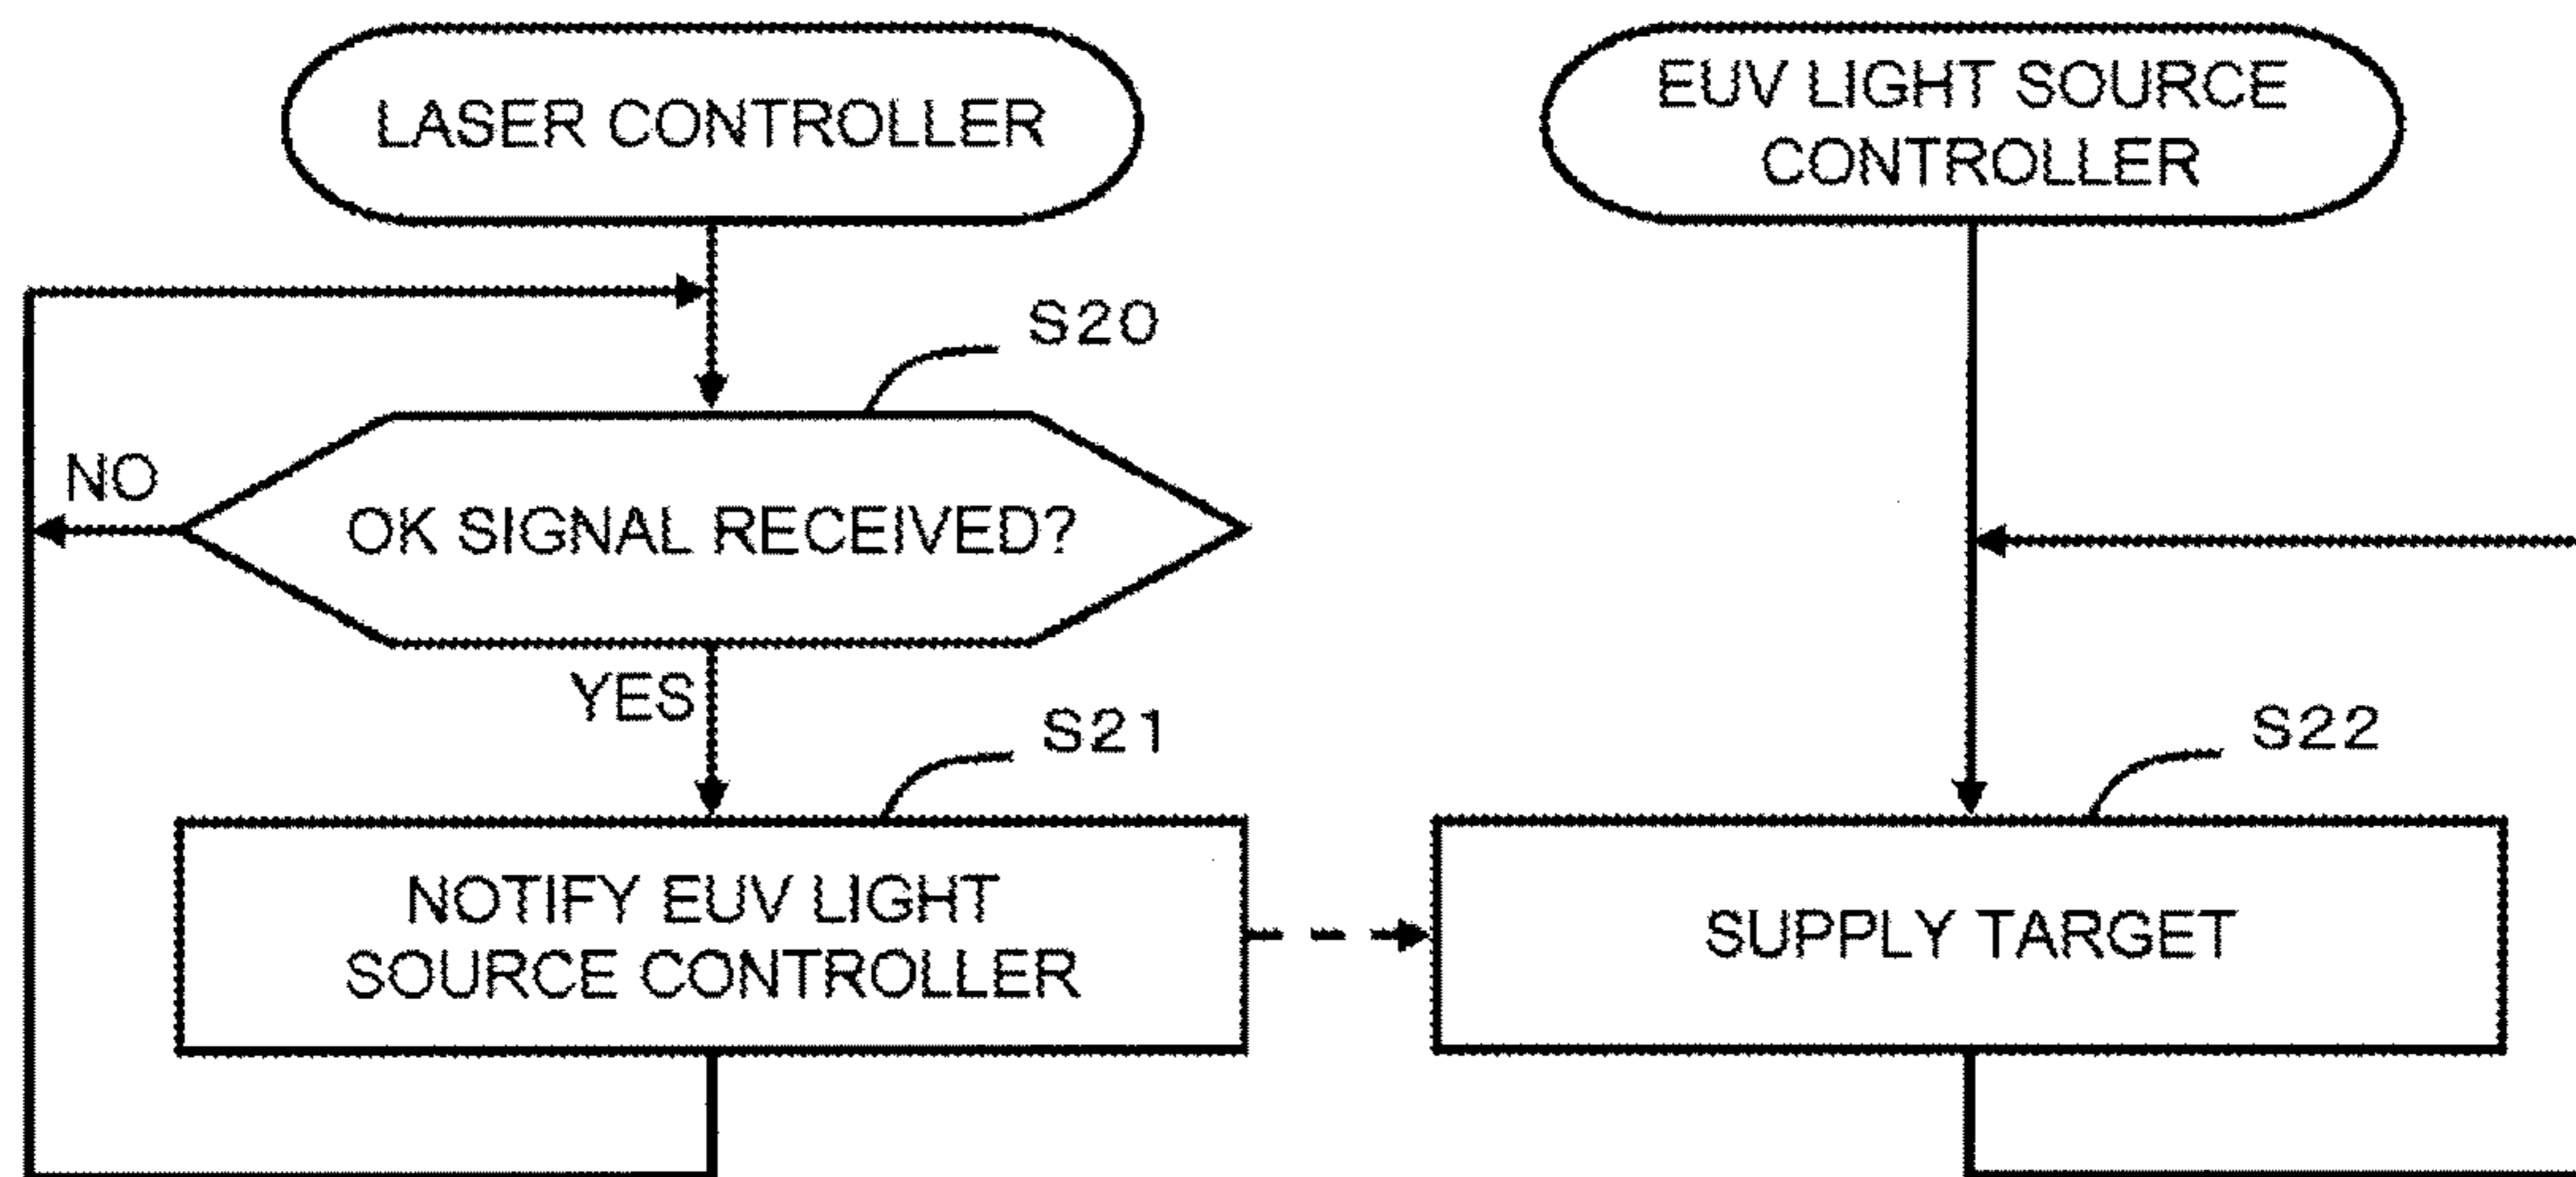 LASER CONTROLLER
EUV LIGHT SOURCE
CONTROLLER
S20
NO
OK SIGNAL RECEIVED?
YES
S21
S22
NOTIFY EUV LIGHT
SOURCE CONTROLLER
SUPPLY TARGET